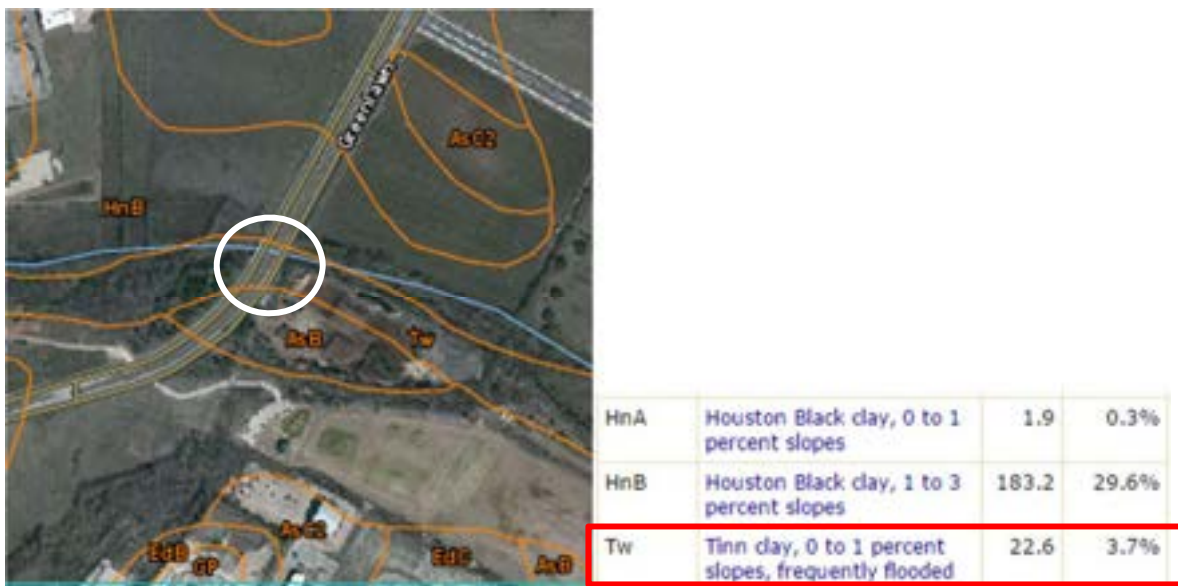 Greenlawn
AsC2
HnB
AsB
Tw
AsC2
EdB
GP
EdC
AsB
HnA Houston Black clay, 0 to 1 1.9 0.3%
percent slopes
HnB Houston Black clay, 1 to 3 183.2 29.6%
percent slopes
Tw Tinn clay, 0 to 1 percent 22.6 3.7%
slopes, frequently flooded